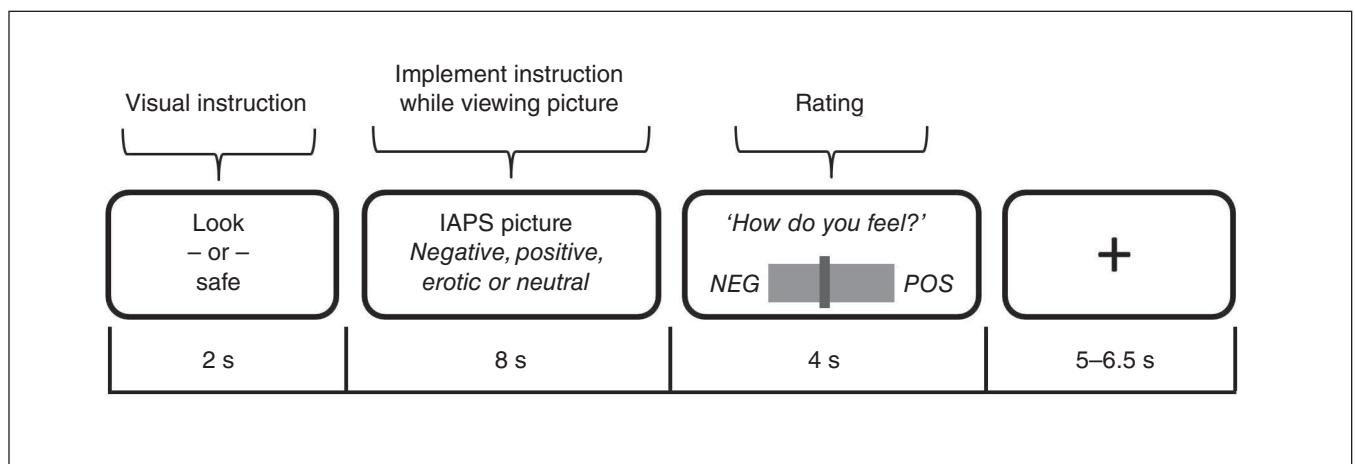 Visual instruction
Implement instruction
while viewing picture
Rating
Look
– or –
safe
IAPS picture
Negative, positive,
erotic or neutral
'How do you feel?'
NEG POS
+
2 s
8 s
4 s
5–6.5 s